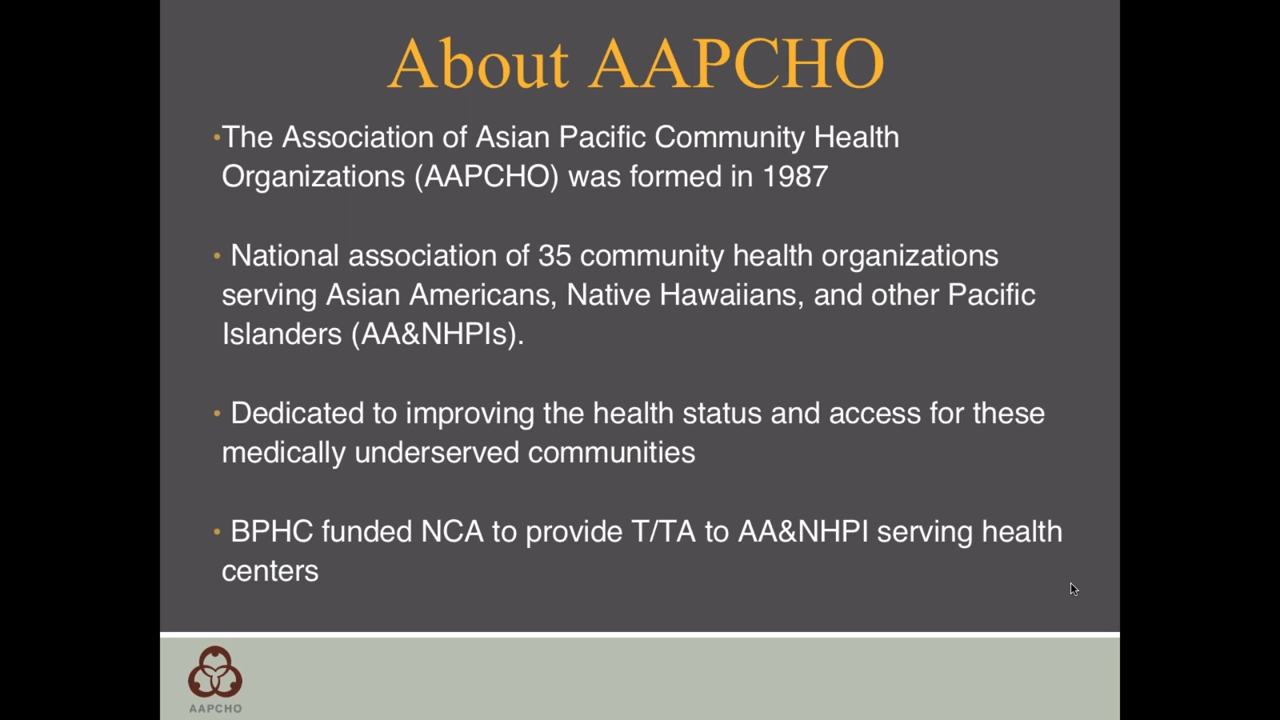 About AAPCHO
•The Association of Asian Pacific Community Health
Organizations (AAPCHO) was formed in 1987
• National association of 35 community health organizations
serving Asian Americans, Native Hawaiians, and other Pacific
Islanders (AA&NHPIs).
• Dedicated to improving the health status and access for these
medically underserved communities
• BPHC funded NCA to provide T/TA to AA&NHPI serving health
centers
AAPCHO